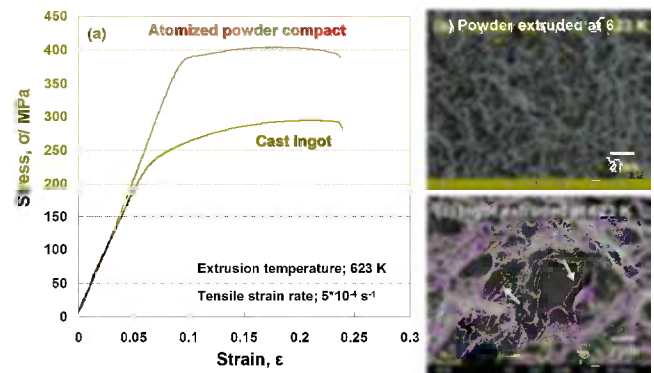 (a)
Atomized powder compact
Cast Ingot
Extrusion temperature; 623 K
Tensile strain rate; 5*10⁻⁴ s⁻¹
Stress, σ/ MPa
450
400
350
300
250
200
150
100
50
0
0
0.05
0.1
0.15
0.2
0.25
0.3
Strain, ε
) Powder extruded at 623 K